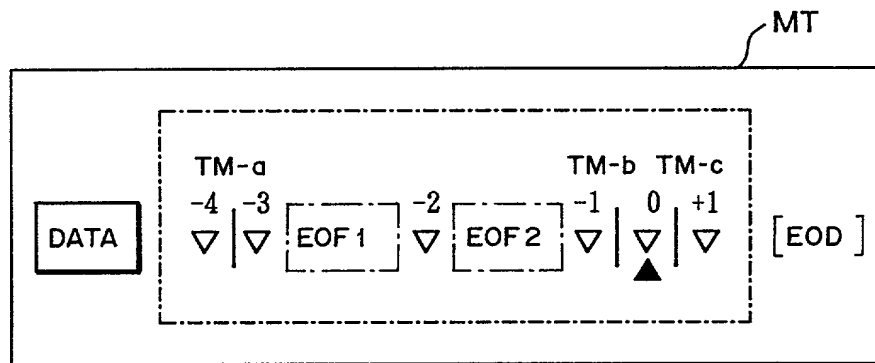 MT
TM-a TM-b TM-c
-4 -3 -2 -1 0 +1
DATA EOF1 EOF2 [EOD]